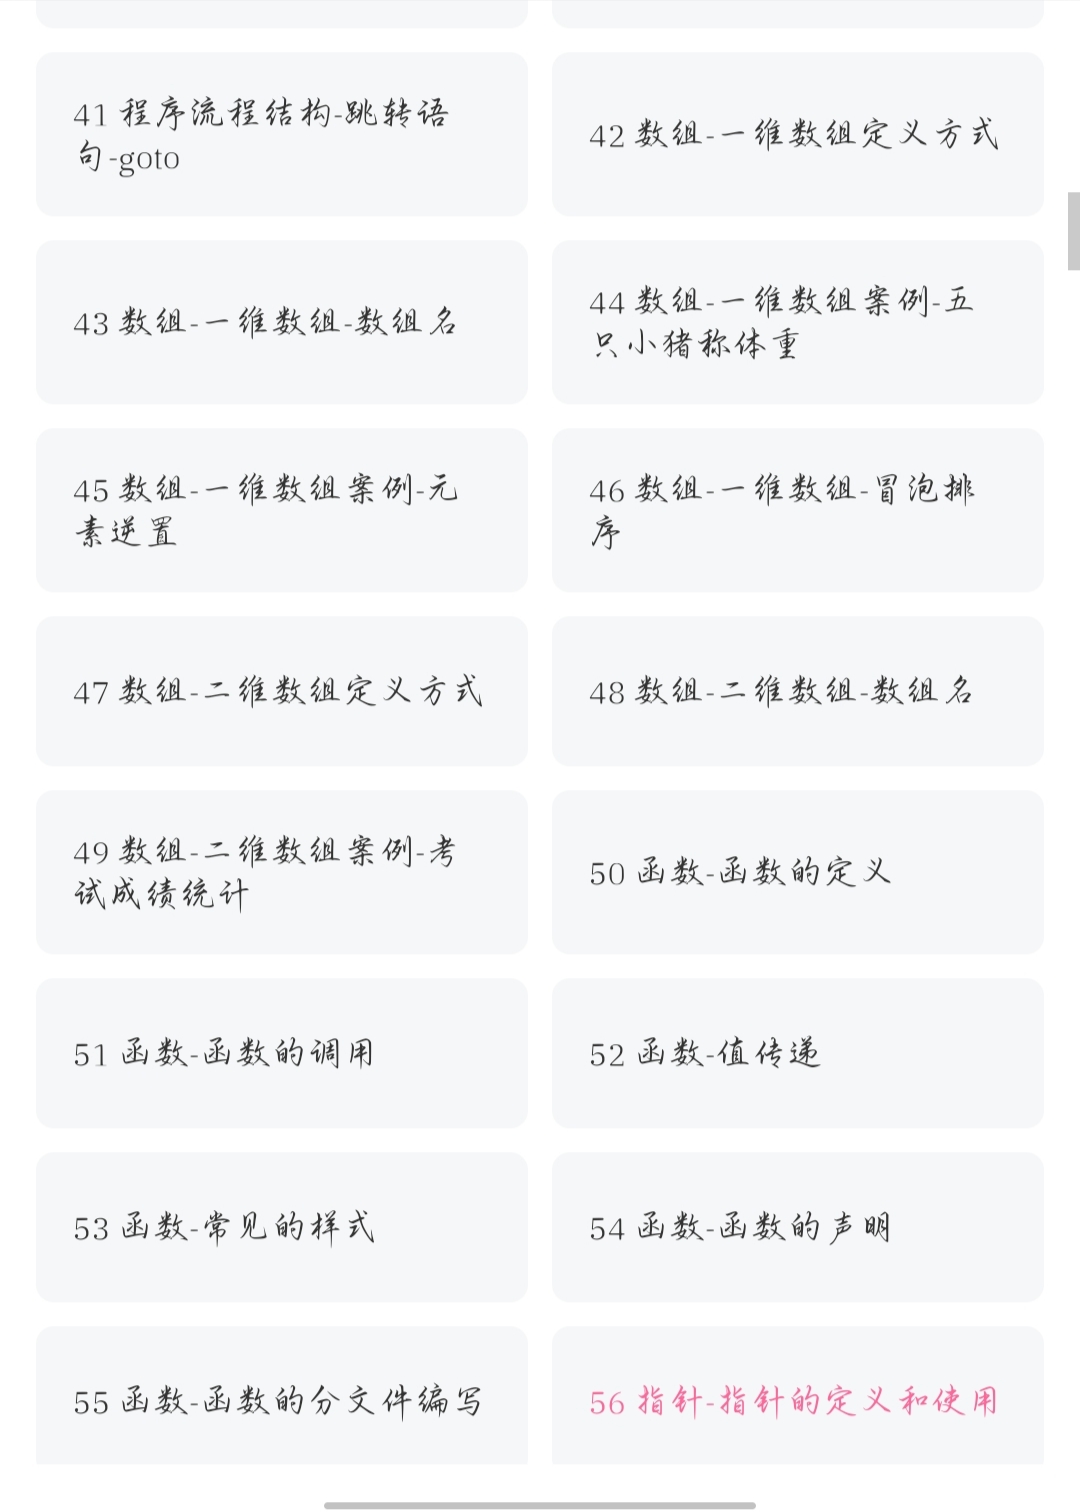 41 程序流程结构-跳转语
句-goto
42 数组-一维数组定义方式
43 数组-一维数组-数组名
44 数组-一维数组案例-五
只小猪称体重
45 数组-一维数组案例-元
素逆置
46 数组-一维数组-冒泡排
序
47 数组-二维数组定义方式
48 数组-二维数组-数组名
49 数组-二维数组案例-考
试成绩统计
50 函数-函数的定义
51 函数-函数的调用
52 函数-值传递
53 函数-常见的样式
54 函数-函数的声明
55 函数-函数的分文件编写
56 指针-指针的定义和使用